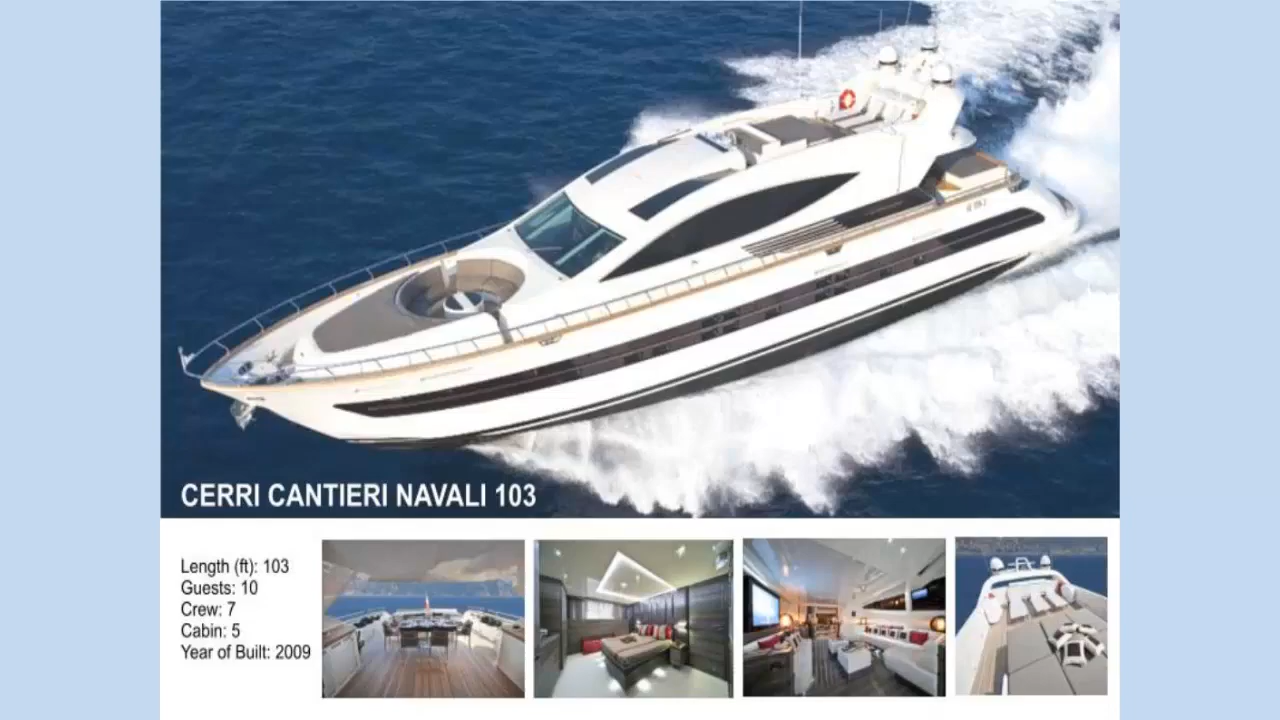 CERRI CANTIERI NAVALI 103
Length (ft): 103
Guests: 10
Crew: 7
Cabin: 5
Year of Built: 2009